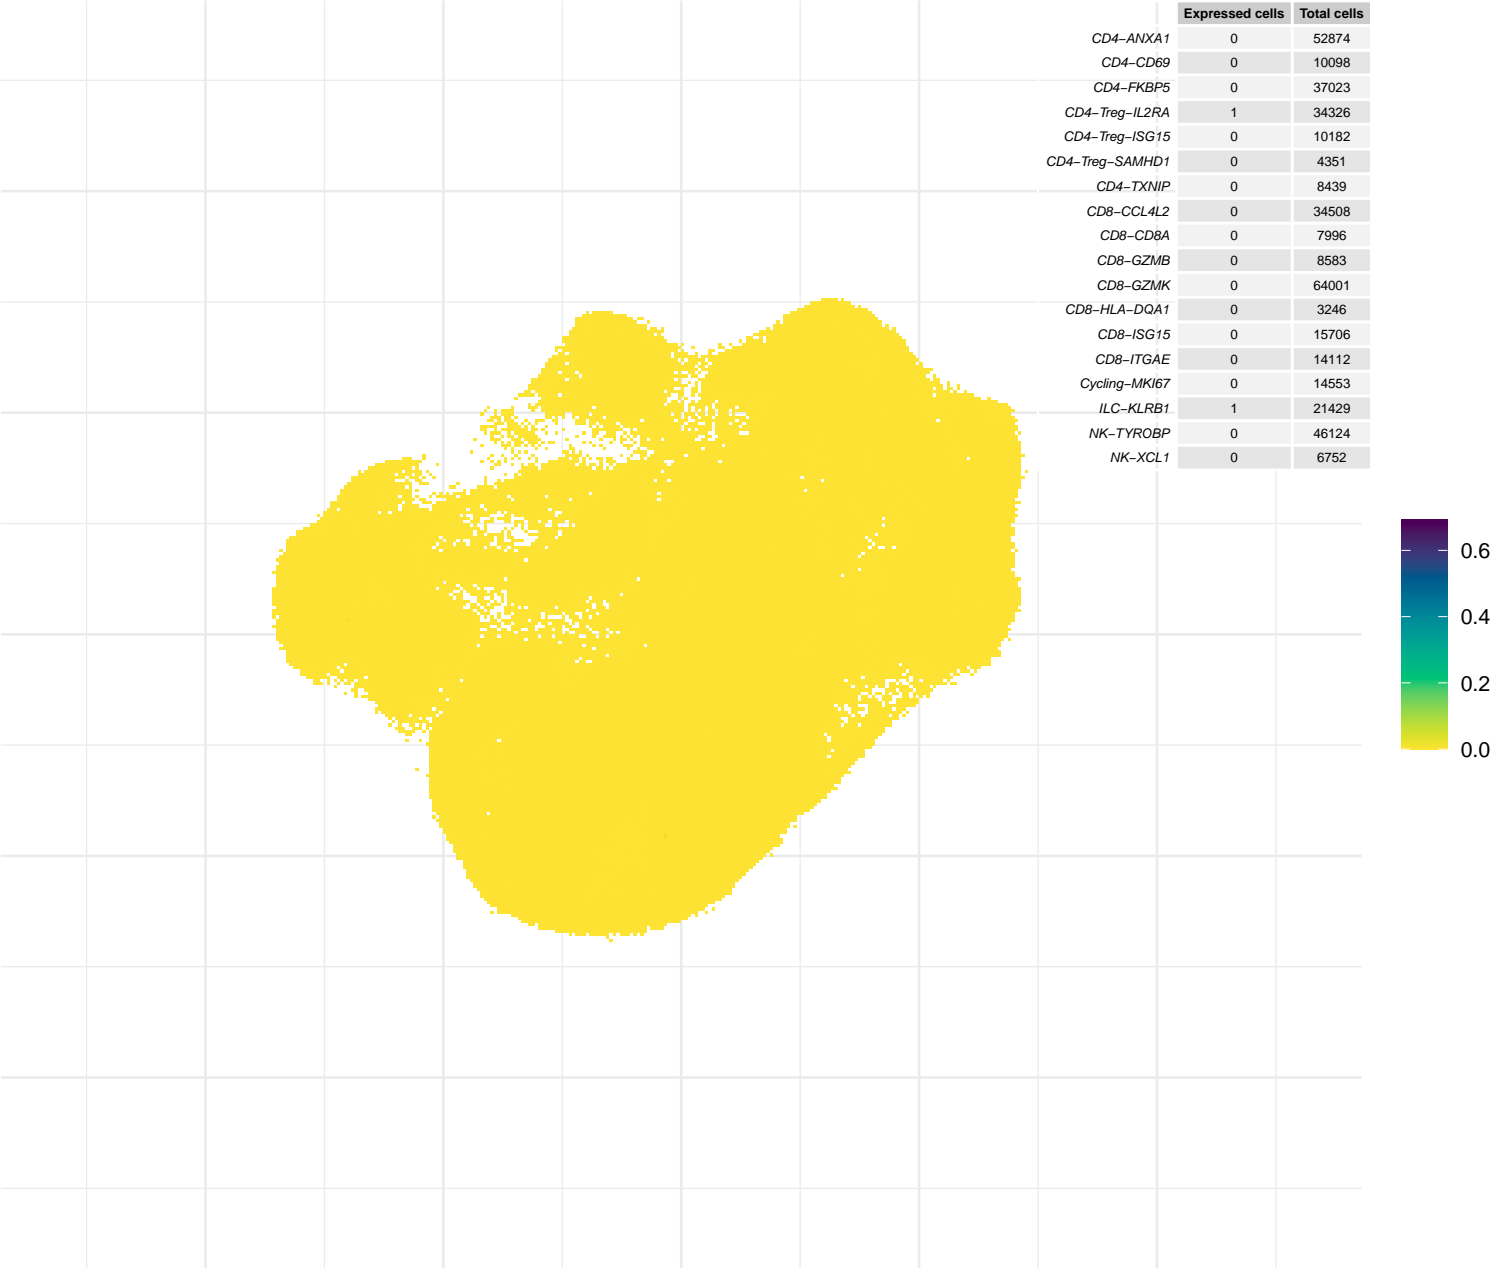 Expressed cells Total cells
CD4−ANXA1 0 52874
CD4−CD69 0 10098
CD4−FKBP5 0 37023
CD4−Treg−IL2RA 1 34326
CD4−Treg−ISG15 0 10182
CD4−Treg−SAMHD1 0 4351
CD4−TXNIP 0 8439
CD8−CCL4L2 0 34508
CD8−CD8A 0 7996
CD8−GZMB 0 8583
CD8−GZMK 0 64001
CD8−HLA−DQA1 0 3246
CD8−ISG15 0 15706
CD8−ITGAE 0 14112
Cycling−MKI67 0 14553
ILC−KLRB1 1 21429
NK−TYROBP 0 46124
NK−XCL1 0 6752
0.6
0.4
0.2
0.0